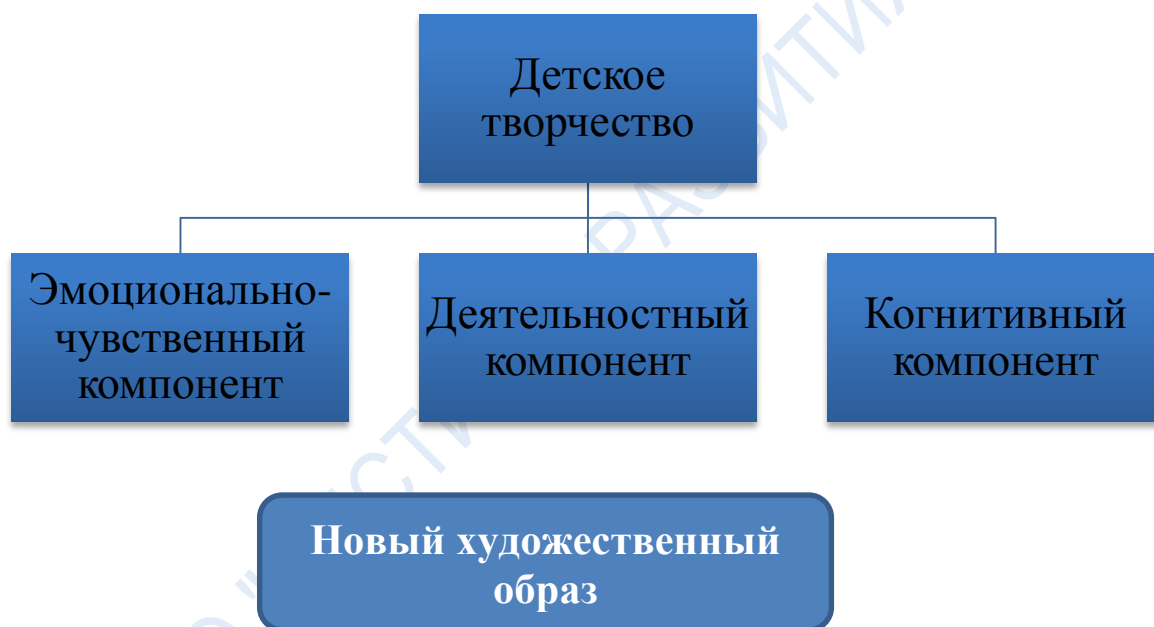 Детское
творчество
Эмоционально-
чувственный
компонент
Деятельностный
компонент
Когнитивный
компонент
Новый художественный
образ